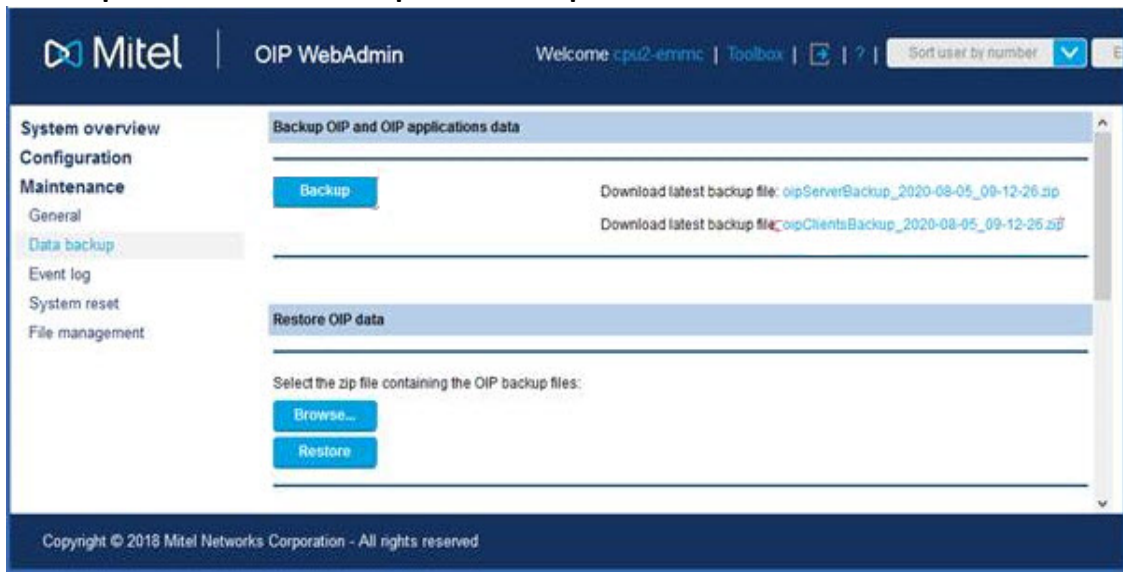 Mitel OIP WebAdmin Welcome cpu2-emmc | Toolbox | | ? | Sort user by number E
System overview
Configuration
Maintenance
General
Data backup
Event log
System reset
File management
Backup OIP and OIP applications data
Backup
Download latest backup file: oipServerBackup_2020-08-05_09-12-26.zip
Download latest backup file: oipClientsBackup_2020-08-05_09-12-26.zip
Restore OIP data
Select the zip file containing the OIP backup files:
Browse...
Restore
Copyright © 2018 Mitel Networks Corporation - All rights reserved